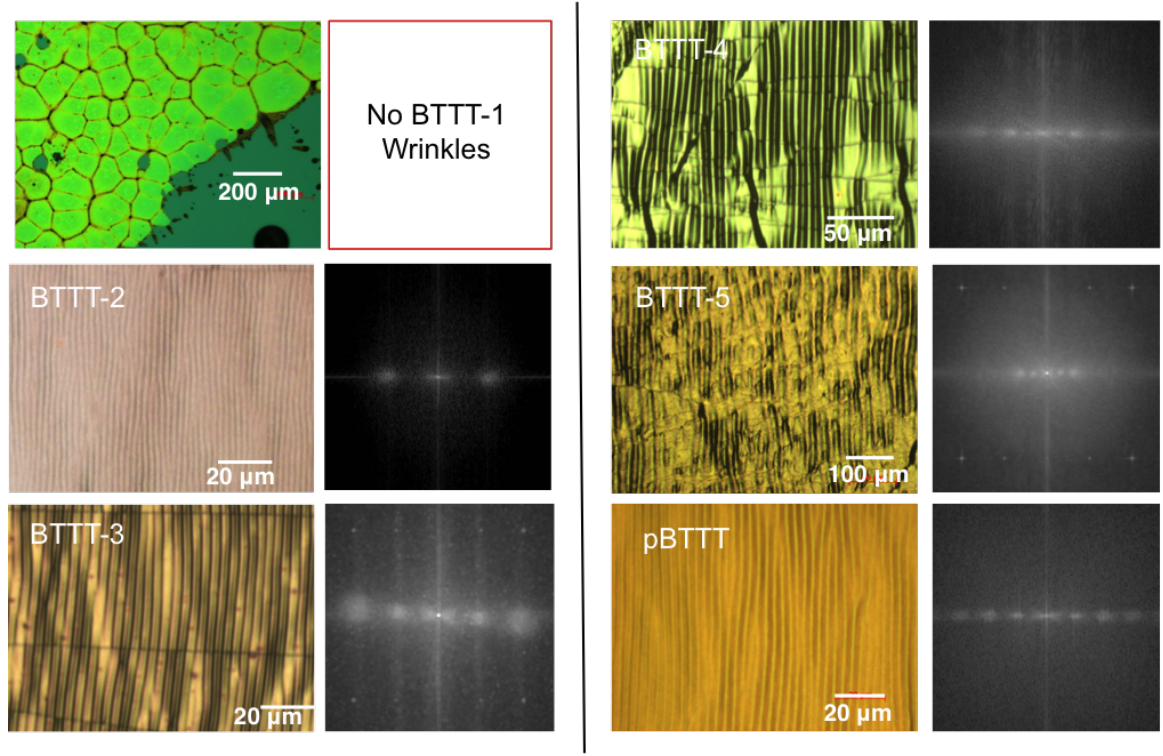 200 μm
No BTTT-1
Wrinkles
BTTT-2
20 μm
BTTT-3
20 μm
BTTT-4
50 μm
BTTT-5
100 μm
pBTTT
20 μm